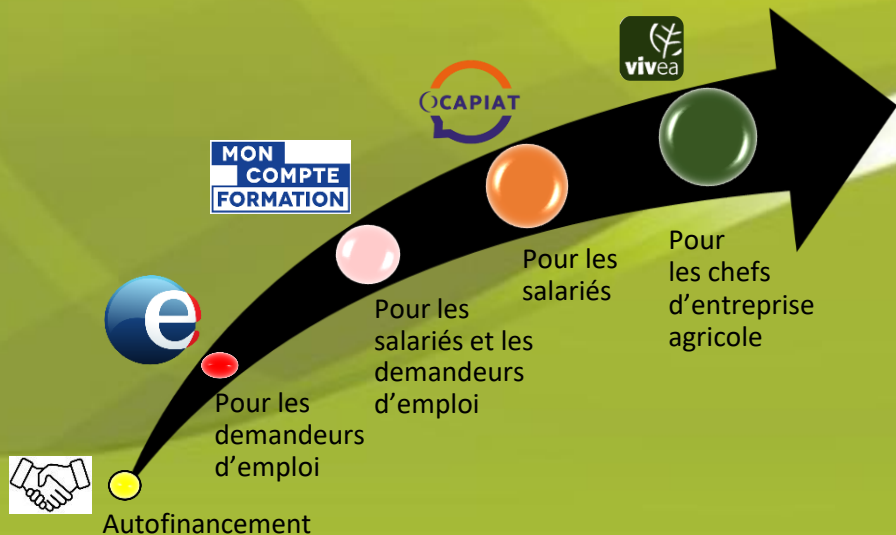 vivea
OCAPIAT
MON
COMPTE
FORMATION
Pour
les chefs
d’entreprise
agricole
Pour les
salariés
Pour les
salariés et les
demandeurs
d’emploi
e
Pour les
demandeurs
d’emploi
Autofinancement